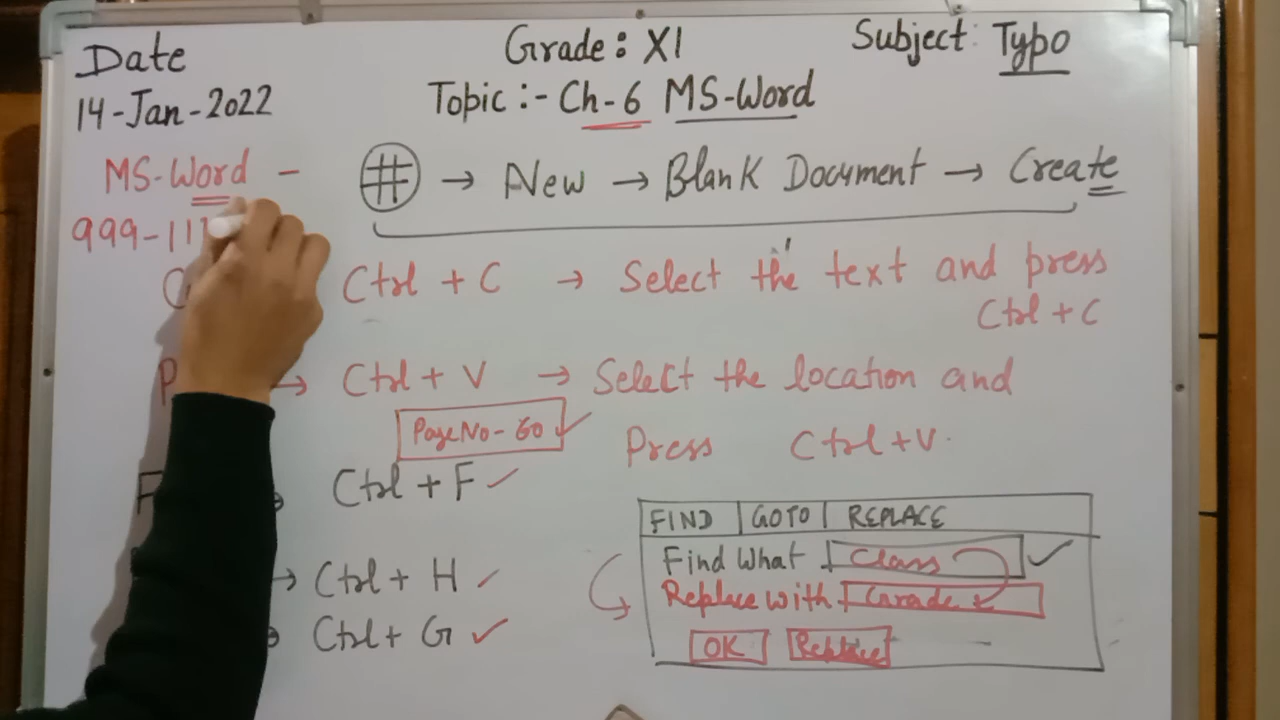 Date
14-Jan-2022
Grade: XI
Subject: Typo
Topic:- Ch-6 MS-Word
MS-Word -
999-111
# → New → Blank Document → Create
Ctrl + C → Select the text and press
Ctrl + C
P → Ctrl + V → Select the location and
Press Ctrl+V.
PageNo-60
F Ctrl + F
→ Ctrl + H
Ctrl + G
FIND GOTO REPLACE
Find What Class
Replace with Grade
OK Replace